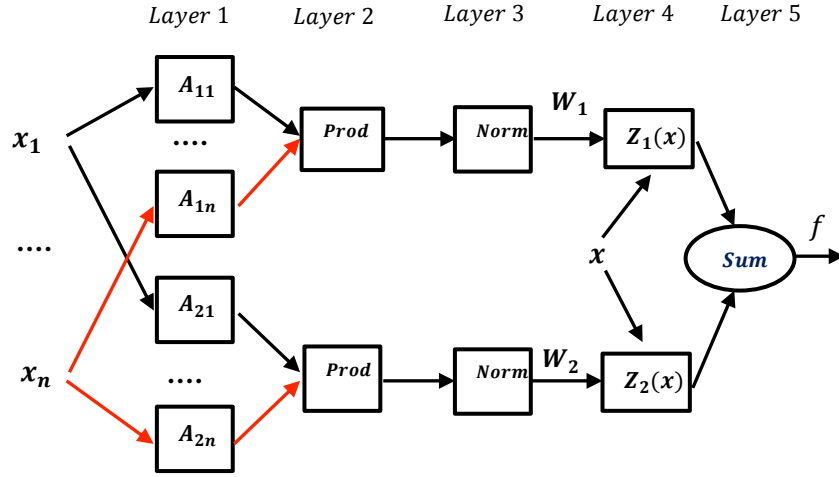 Layer 1 Layer 2 Layer 3 Layer 4 Layer 5
A₁₁
W₁
Prod Norm Z₁(x)
x₁ ....
A₁ₙ
f
.... x Sum
A₂₁
W₂
Prod Norm Z₂(x)
xₙ ....
A₂ₙ